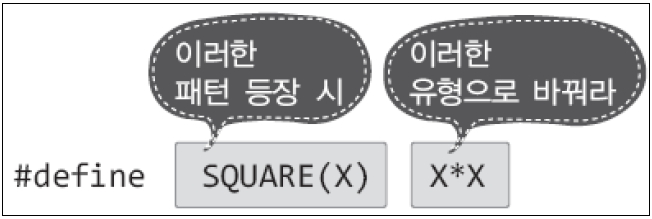 이러한
패턴 등장 시
이러한
유형으로 바꿔라
#define SQUARE(X) X*X